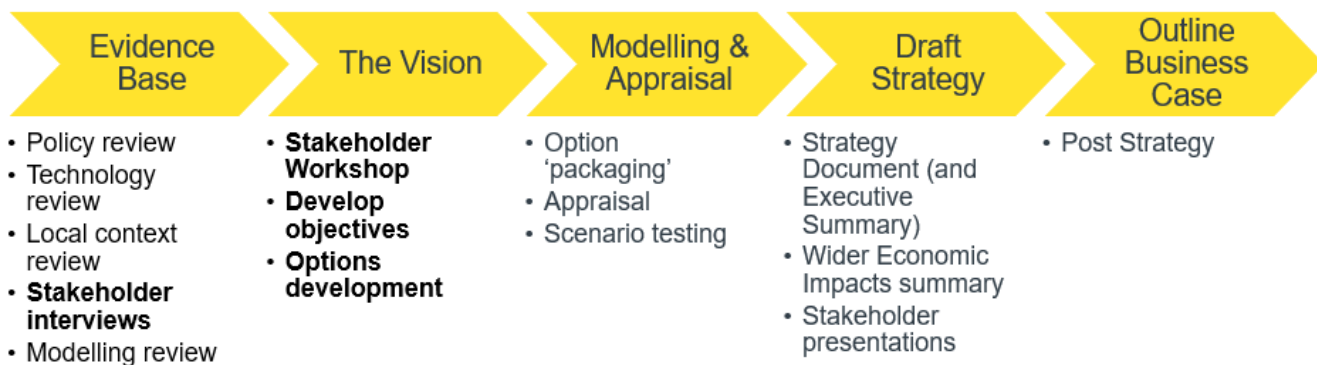 Evidence
Base
The Vision
Modelling &
Appraisal
Draft
Strategy
Outline
Business
Case
• Policy review
• Technology
review
• Local context
review
• Stakeholder
interviews
• Modelling review
• Stakeholder
Workshop
• Develop
objectives
• Options
development
• Option
‘packaging’
• Appraisal
• Scenario testing
• Strategy
Document (and
Executive
Summary)
• Wider Economic
Impacts summary
• Stakeholder
presentations
• Post Strategy